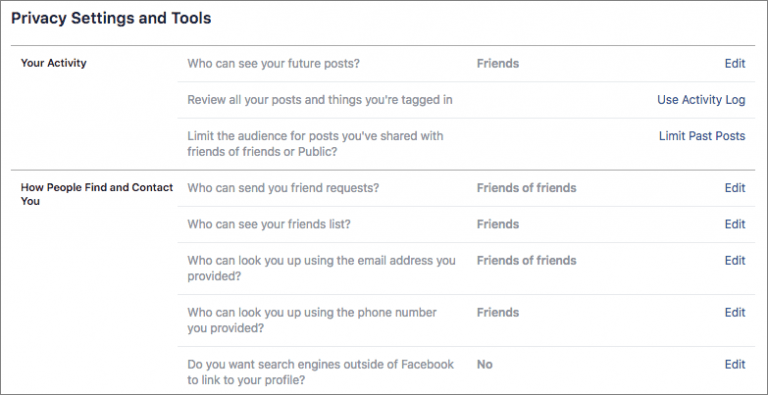 Privacy Settings and Tools
Your Activity
Who can see your future posts?
Friends
Edit
Review all your posts and things you're tagged in
Use Activity Log
Limit the audience for posts you've shared with
friends of friends or Public?
Limit Past Posts
How People Find and Contact
You
Who can send you friend requests?
Friends of friends
Edit
Who can see your friends list?
Friends
Edit
Who can look you up using the email address you
provided?
Friends of friends
Edit
Who can look you up using the phone number
you provided?
Friends
Edit
Do you want search engines outside of Facebook
to link to your profile?
No
Edit